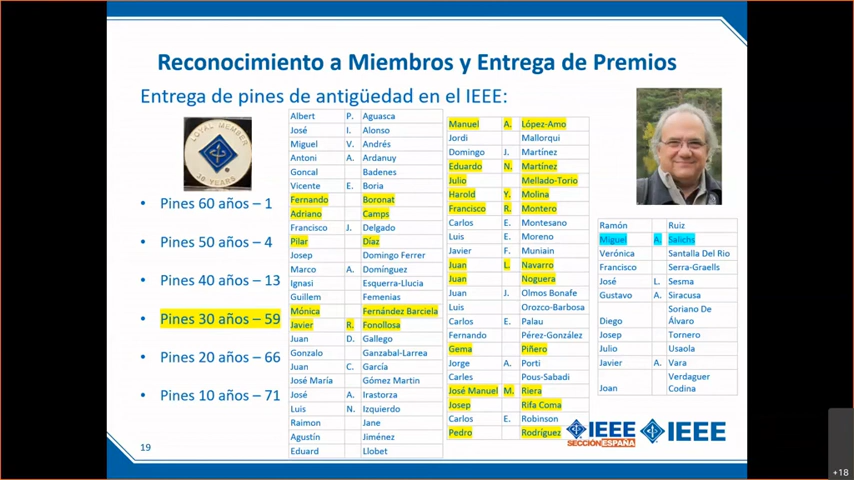 Reconocimiento a Miembros y Entrega de Premios
Entrega de pines de antigüedad en el IEEE:
LOYAL MEMBER
30 YEARS
• Pines 60 años – 1
• Pines 50 años – 4
• Pines 40 años – 13
• Pines 30 años – 59
• Pines 20 años – 66
• Pines 10 años – 71
Albert P. Aguasca
José I. Alonso
Miguel V. Andrés
Antoni A. Ardanuy
Goncal Badenes
Vicente E. Boria
Fernando Boronat
Adriano Camps
Francisco J. Delgado
Pilar Diaz
Josep Domingo Ferrer
Marco A. Domínguez
Ignasi Esquerra-Llucia
Guillem Femenias
Mónica Fernández Barciela
Javier R. Fonollosa
Juan D. Gallego
Gonzalo Ganzabal-Larrea
Juan C. García
José María Gómez Martin
José A. Irastorza
Luis N. Izquierdo
Raimon Jane
Agustín Jiménez
Eduard Llobet
Manuel A. López-Amo
Jordi Mallorqui
Domingo J. Martínez
Eduardo N. Martinez
Julio Mellado-Torio
Harold Y. Molina
Francisco R. Montero
Carlos E. Montesano
Luis E. Moreno
Javier F. Muniain
Juan L. Navarro
Juan Noguera
Juan J. Olmos Bonafe
Luis Orozco-Barbosa
Carlos E. Palau
Fernando Pérez-González
Gema Piñero
Jorge A. Porti
Carles Pous-Sabadi
José Manuel M. Riera
Josep Rifa Coma
Carlos E. Robinson
Pedro Rodríguez
Ramón Ruiz
Miguel A. Salichs
Verónica Santalla Del Rio
Francisco Serra-Graells
José L. Sesma
Gustavo A. Siracusa
Diego Soriano De Álvaro
Josep Tornero
Julio Usaola
Javier A. Vara
Joan Verdaguer Codina
IEEE
SECCIÓN ESPAÑA
IEEE
19
+18